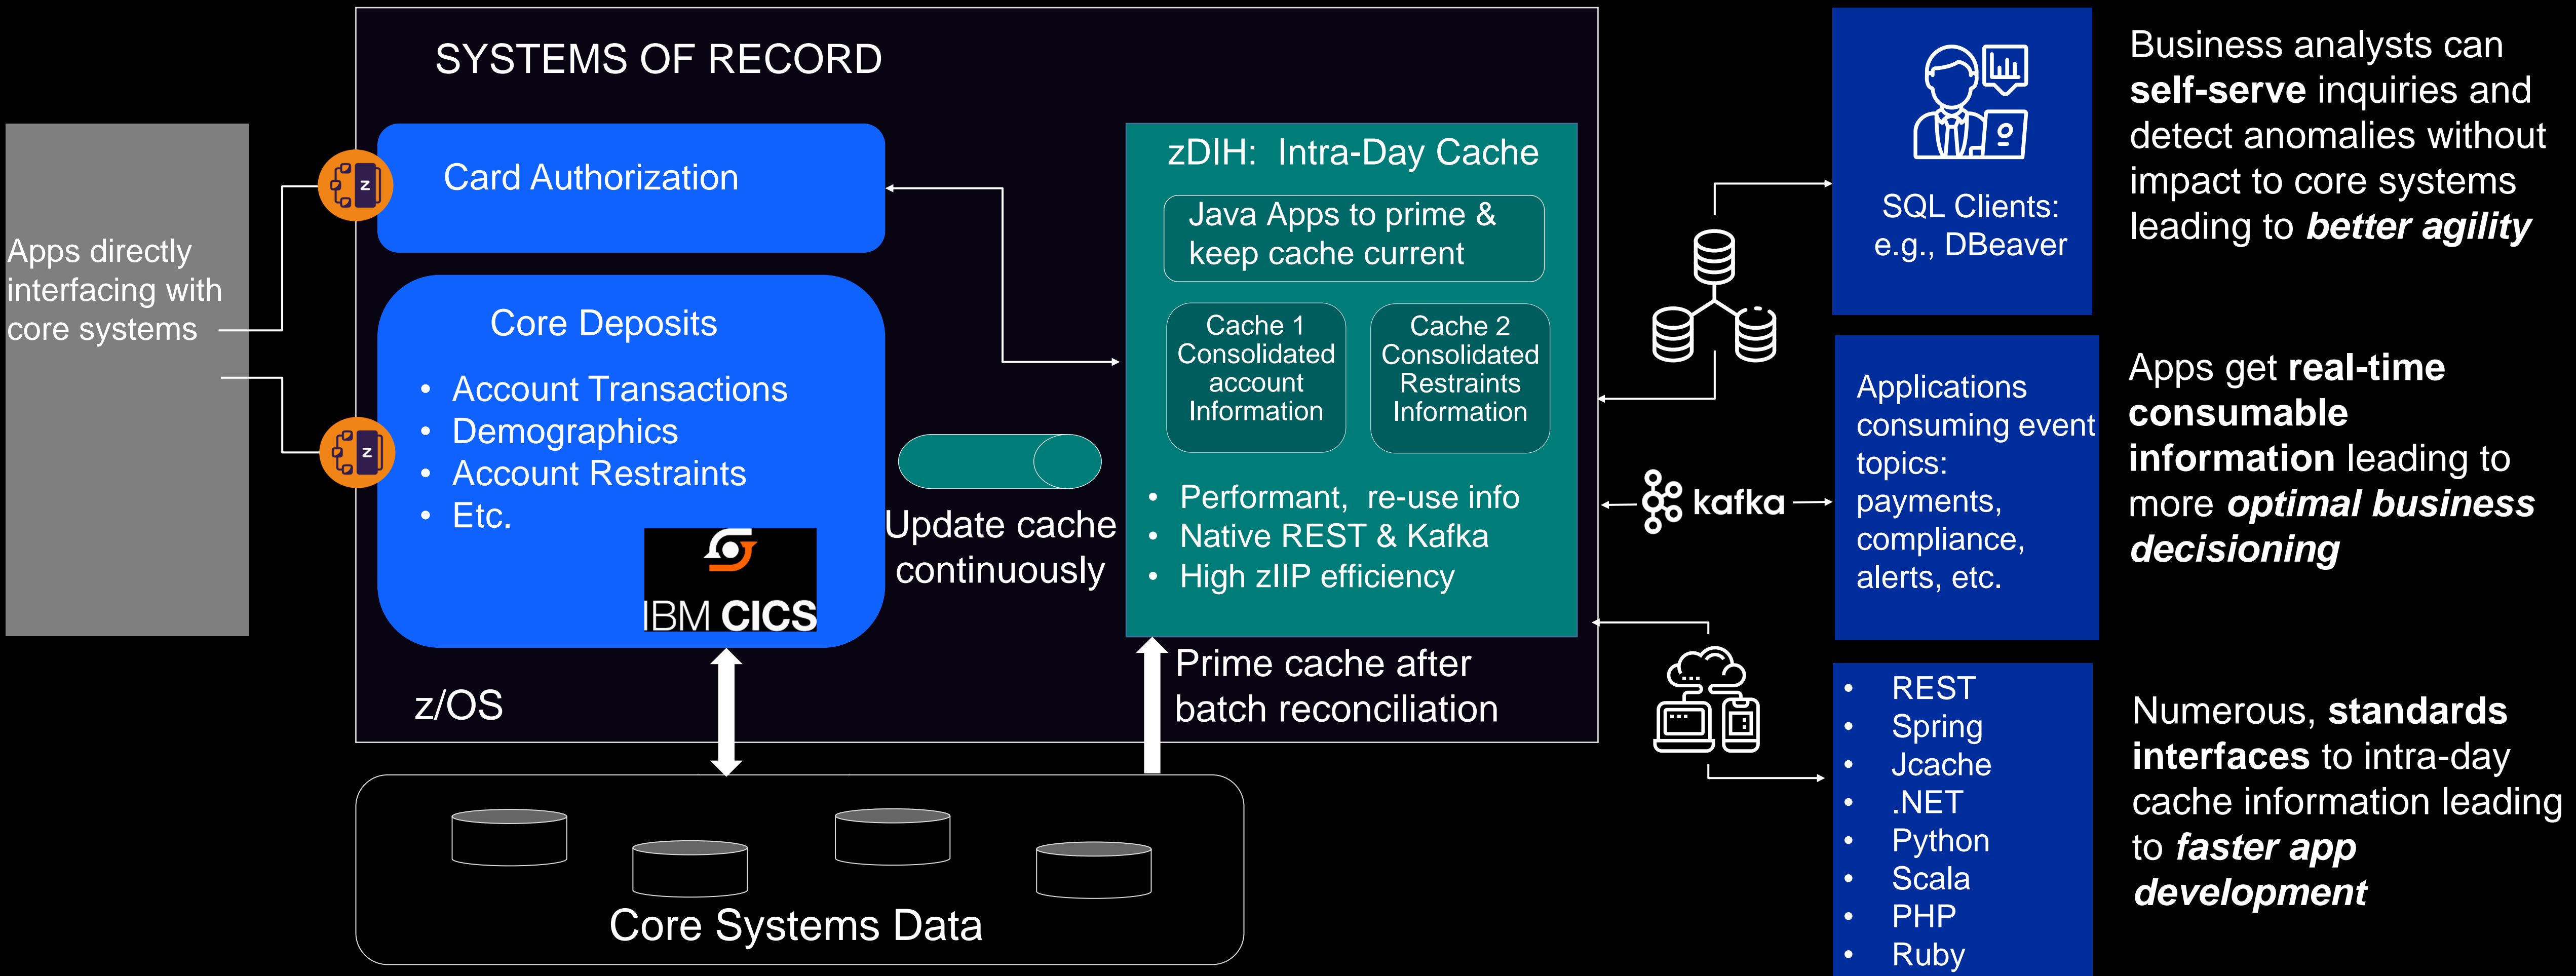 SYSTEMS OF RECORD
Apps directly
interfacing with
core systems
z
Card Authorization
z
Core Deposits
• Account Transactions
• Demographics
• Account Restraints
• Etc.
IBM CICS
z/OS
Update cache
continuously
zDIH: Intra-Day Cache
Java Apps to prime &
keep cache current
Cache 1
Consolidated
account
Information
Cache 2
Consolidated
Restraints
Information
• Performant, re-use info
• Native REST & Kafka
• High zIIP efficiency
Prime cache after
batch reconciliation
Core Systems Data
kafka
SQL Clients:
e.g., DBeaver
Applications
consuming event
topics:
payments,
compliance,
alerts, etc.
• REST
• Spring
• Jcache
• .NET
• Python
• Scala
• PHP
• Ruby
Business analysts can
self-serve inquiries and
detect anomalies without
impact to core systems
leading to better agility
Apps get real-time
consumable
information leading to
more optimal business
decisioning
Numerous, standards
interfaces to intra-day
cache information leading
to faster app
development